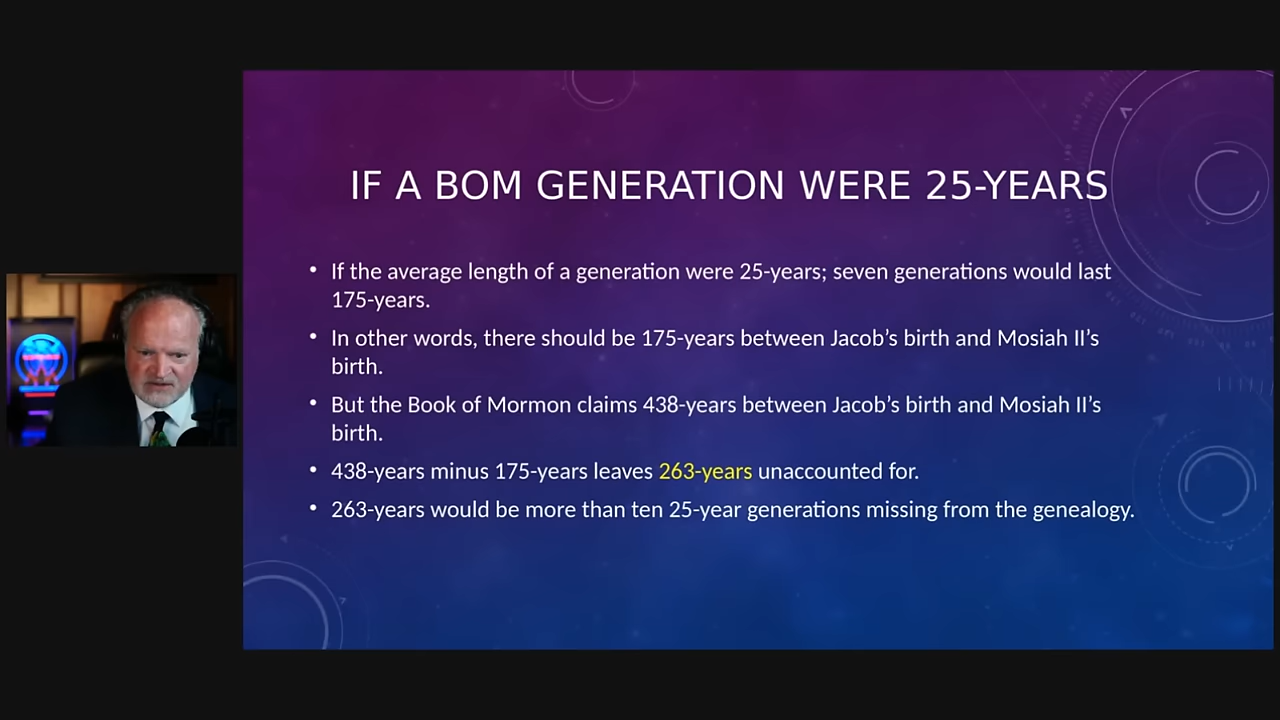 IF A BOM GENERATION WERE 25-YEARS
• If the average length of a generation were 25-years; seven generations would last
175-years.
• In other words, there should be 175-years between Jacob’s birth and Mosiah II’s
birth.
• But the Book of Mormon claims 438-years between Jacob’s birth and Mosiah II’s
birth.
• 438-years minus 175-years leaves 263-years unaccounted for.
• 263-years would be more than ten 25-year generations missing from the genealogy.